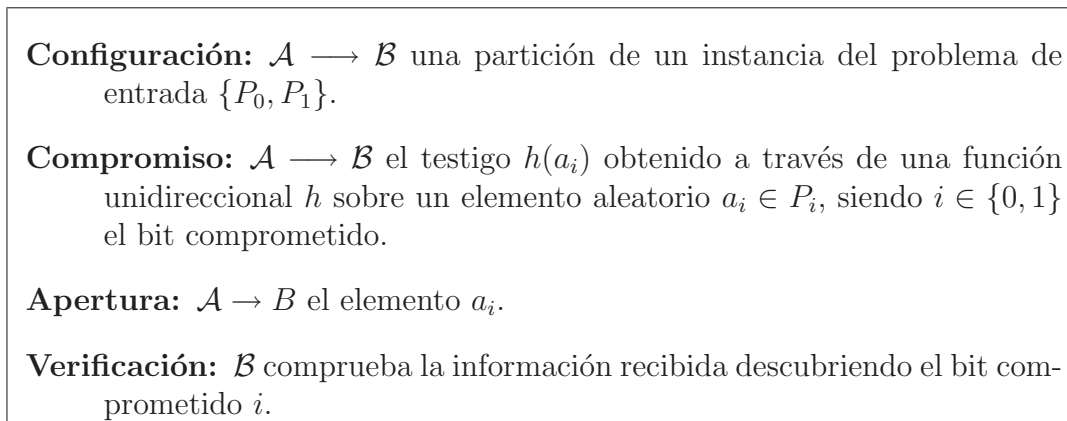 Configuración: 𝒜 ⟶ ℬ una partición de un instancia del problema de
entrada {P₀, P₁}.
Compromiso: 𝒜 ⟶ ℬ el testigo h(aᵢ) obtenido a través de una función
unidireccional h sobre un elemento aleatorio aᵢ ∈ Pᵢ, siendo i ∈ {0, 1}
el bit comprometido.
Apertura: 𝒜 → B el elemento aᵢ.
Verificación: ℬ comprueba la información recibida descubriendo el bit com-
prometido i.